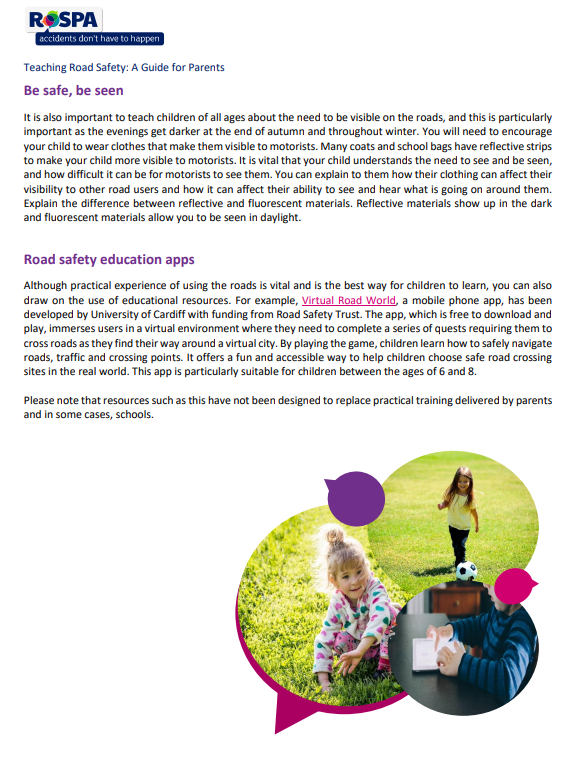 RoSPA
accidents don't have to happen
Teaching Road Safety: A Guide for Parents
Be safe, be seen
It is also important to teach children of all ages about the need to be visible on the roads, and this is particularly
important as the evenings get darker at the end of autumn and throughout winter. You will need to encourage
your child to wear clothes that make them visible to motorists. Many coats and school bags have reflective strips
to make your child more visible to motorists. It is vital that your child understands the need to see and be seen,
and how difficult it can be for motorists to see them. You can explain to them how their clothing can affect their
visibility to other road users and how it can affect their ability to see and hear what is going on around them.
Explain the difference between reflective and fluorescent materials. Reflective materials show up in the dark
and fluorescent materials allow you to be seen in daylight.
Road safety education apps
Although practical experience of using the roads is vital and is the best way for children to learn, you can also
draw on the use of educational resources. For example, Virtual Road World, a mobile phone app, has been
developed by University of Cardiff with funding from Road Safety Trust. The app, which is free to download and
play, immerses users in a virtual environment where they need to complete a series of quests requiring them to
cross roads as they find their way around a virtual city. By playing the game, children learn how to safely navigate
roads, traffic and crossing points. It offers a fun and accessible way to help children choose safe road crossing
sites in the real world. This app is particularly suitable for children between the ages of 6 and 8.
Please note that resources such as this have not been designed to replace practical training delivered by parents
and in some cases, schools.